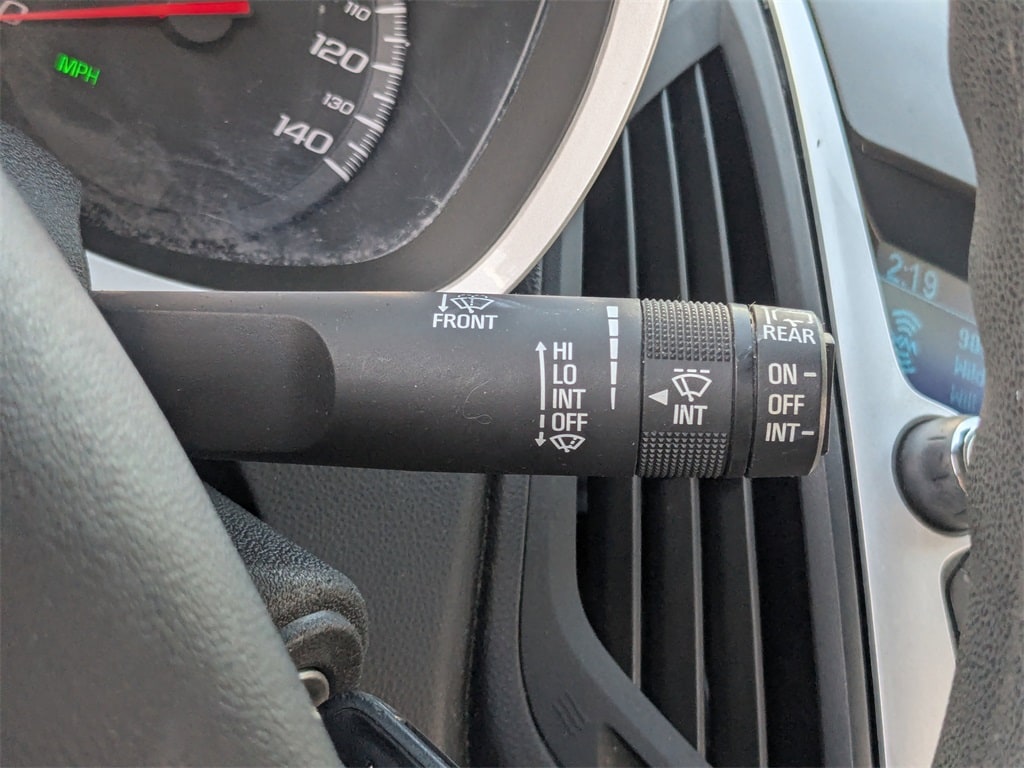 110
120
130
140
MPH
2:19
FRONT
HI
LO
INT
OFF
INT
REAR
ON
OFF
INT